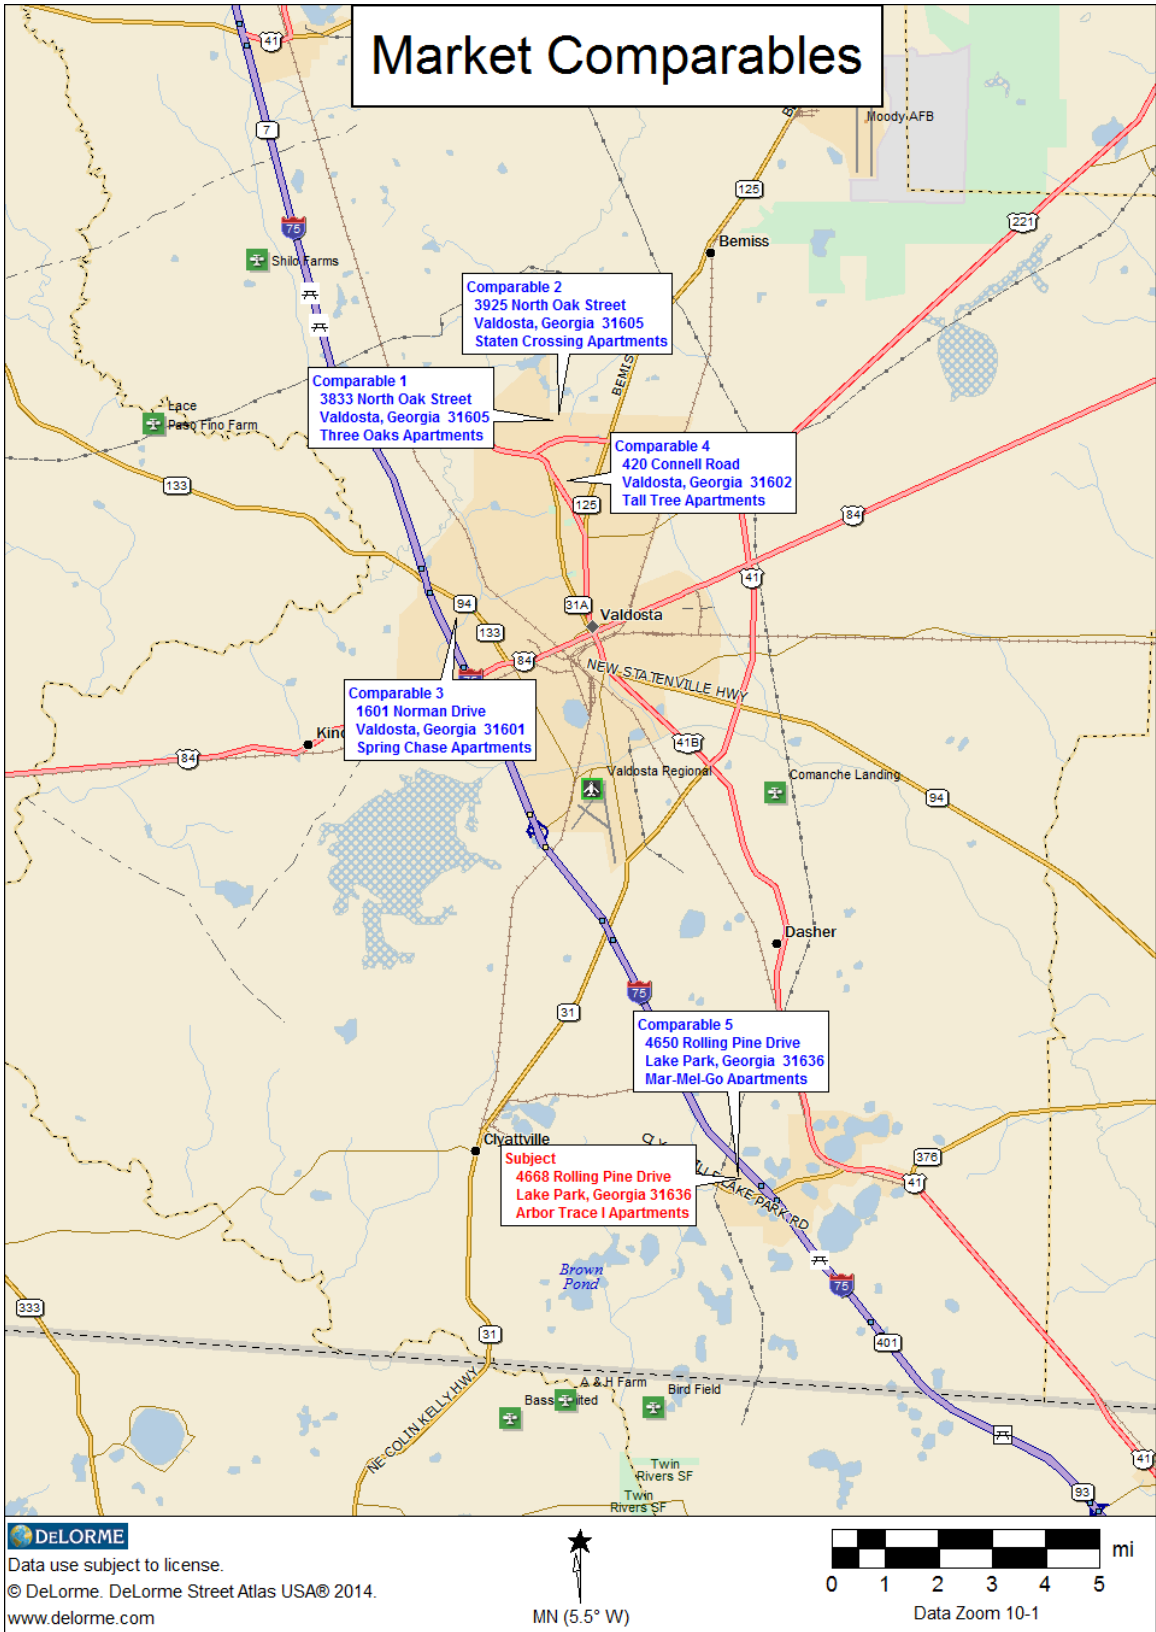 Market Comparables
41
Moody AFB
7
125
221
75
Bemiss
Shilo Farms
Comparable 2
3925 North Oak Street
Valdosta, Georgia 31605
Staten Crossing Apartments
BEMIS
Comparable 1
3833 North Oak Street
Valdosta, Georgia 31605
Three Oaks Apartments
Lace
Paso Fino Farm
Comparable 4
420 Connell Road
Valdosta, Georgia 31602
Tall Tree Apartments
133
125
84
41
94
31A
Valdosta
133
84
NEW STATENVILLE HWY
Comparable 3
1601 Norman Drive
Valdosta, Georgia 31601
Spring Chase Apartments
84
41B
Valdosta Regional
Comanche Landing
94
Dasher
75
31
Comparable 5
4650 Rolling Pine Drive
Lake Park, Georgia 31636
Mar-Mel-Go Apartments
Clyattville
376
41
Subject
4668 Rolling Pine Drive
Lake Park, Georgia 31636
Arbor Trace I Apartments
LAKE PARK RD
Brown
Pond
75
333
31
401
NE COLIN KELLY HWY
A & H Farm
Bird Field
Twin
Rivers SF
Twin
Rivers SF
41
93
DELORME
Data use subject to license.
© DeLorme. DeLorme Street Atlas USA® 2014.
www.delorme.com
MN (5.5° W)
mi
0 1 2 3 4 5
Data Zoom 10-1